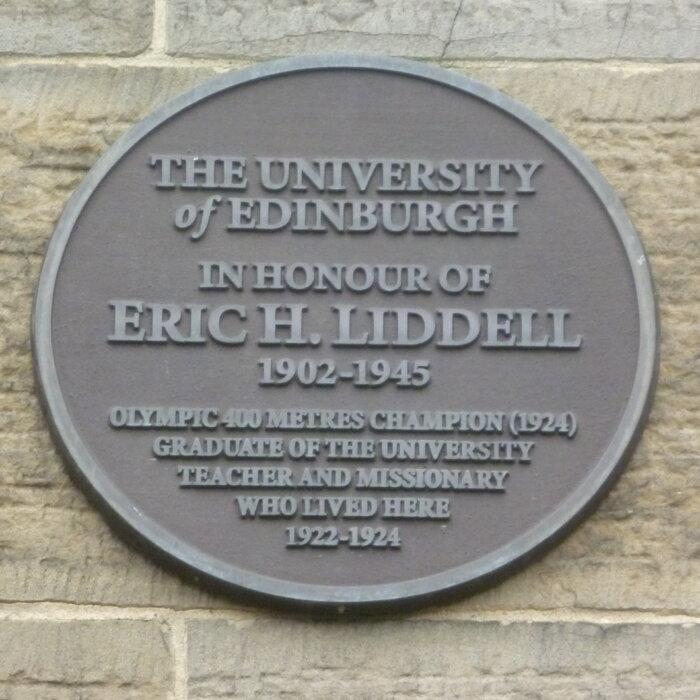 THE UNIVERSITY
of EDINBURGH
IN HONOUR OF
ERIC H. LIDDELL
1902-1945
OLYMPIC 400 METRES CHAMPION (1924)
GRADUATE OF THE UNIVERSITY
TEACHER AND MISSIONARY
WHO LIVED HERE
1922-1924